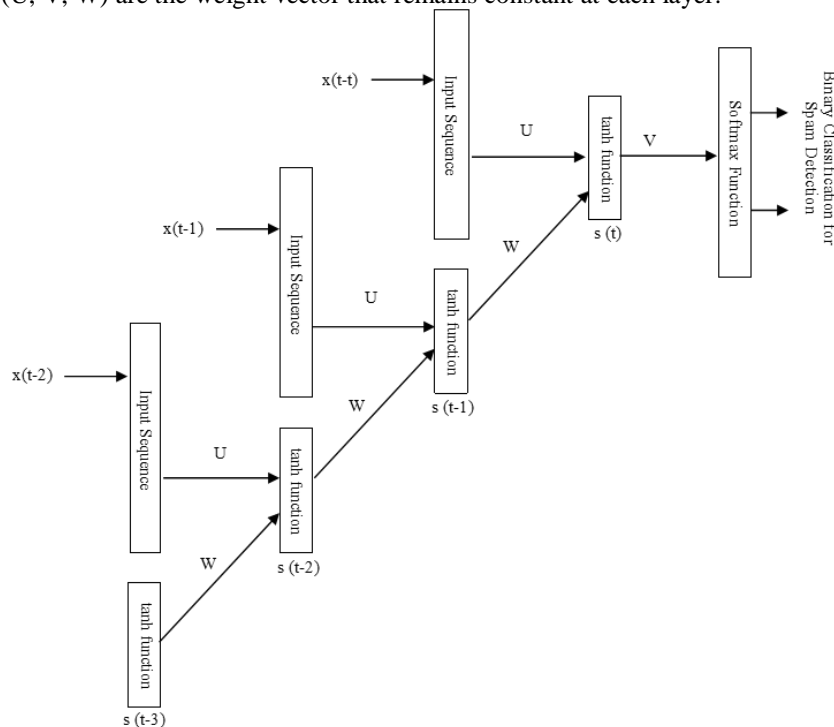 (U, V, W) are the weight vector that remains constant at each layer.
x(t-t)
Input Sequence
U
tanh function
s (t)
V
Softmax Function
Binary Classification for
Spam Detection
x(t-1)
Input Sequence
U
tanh function
s (t-1)
W
x(t-2)
Input Sequence
U
tanh function
s (t-2)
W
tanh function
s (t-3)
W